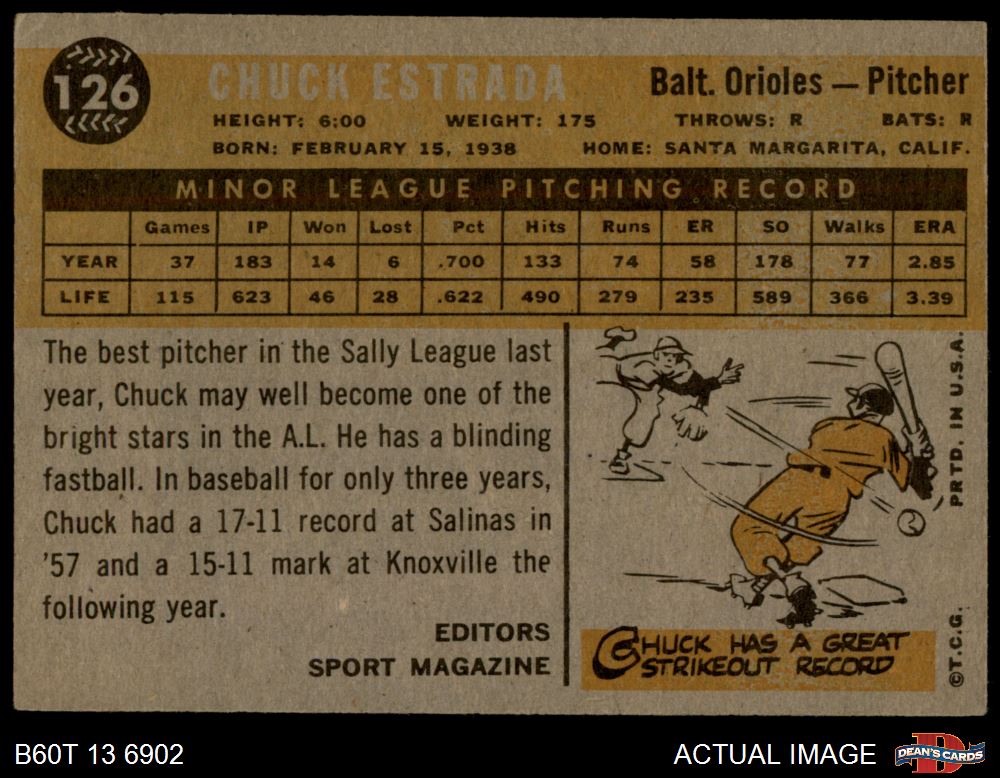 126
CHUCK ESTRADA
Balt. Orioles — Pitcher
HEIGHT: 6:00 WEIGHT: 175 THROWS: R BATS: R
BORN: FEBRUARY 15, 1938 HOME: SANTA MARGARITA, CALIF.
MINOR LEAGUE PITCHING RECORD
Games IP Won Lost Pct Hits Runs ER SO Walks ERA
YEAR 37 183 14 6 .700 133 74 58 178 77 2.85
LIFE 115 623 46 28 .622 490 279 235 589 366 3.39
The best pitcher in the Sally League last
year, Chuck may well become one of the
bright stars in the A.L. He has a blinding
fastball. In baseball for only three years,
Chuck had a 17-11 record at Salinas in
'57 and a 15-11 mark at Knoxville the
following year.
EDITORS
SPORT MAGAZINE
CHUCK HAS A GREAT
STRIKEOUT RECORD
©T.C.G. PRTD. IN U.S.A.
B60T 13 6902
ACTUAL IMAGE
DEAN'S CARDS